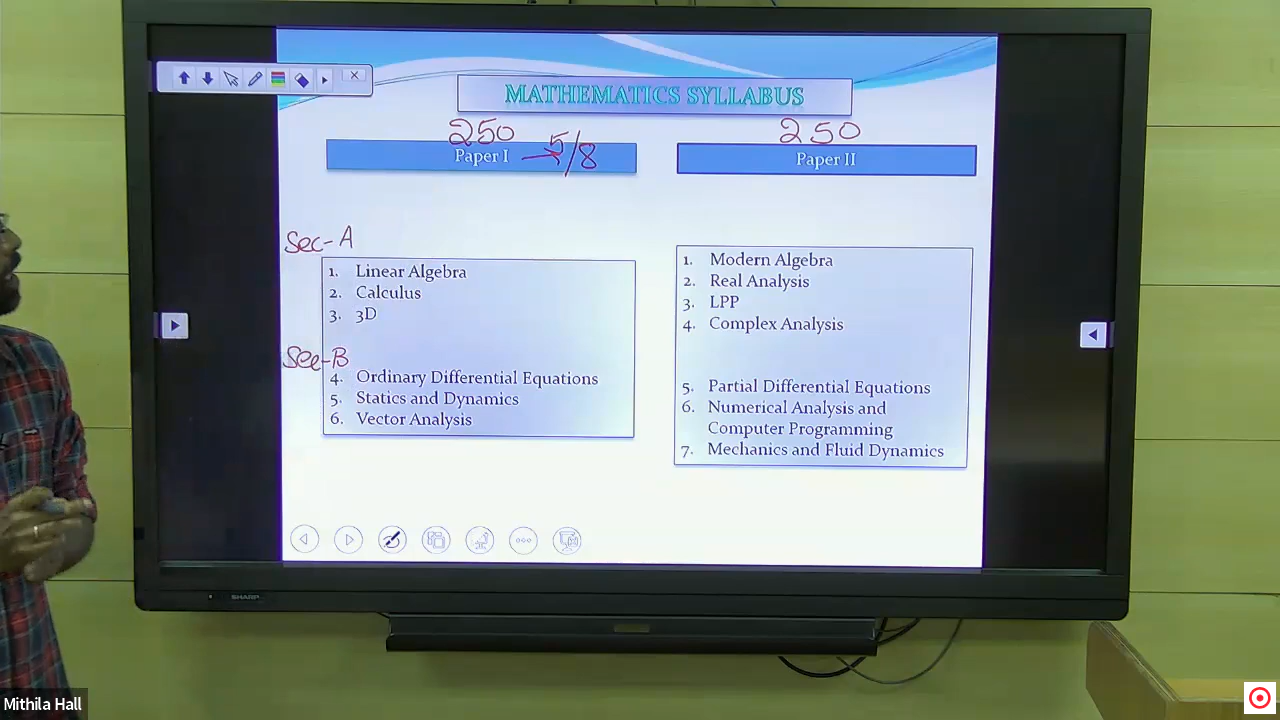 MATHEMATICS SYLLABUS
250
Paper I → 5/8
250
Paper II
Sec-A
1. Linear Algebra
2. Calculus
3. 3D
Sec-B
4. Ordinary Differential Equations
5. Statics and Dynamics
6. Vector Analysis
1. Modern Algebra
2. Real Analysis
3. LPP
4. Complex Analysis
5. Partial Differential Equations
6. Numerical Analysis and
Computer Programming
7. Mechanics and Fluid Dynamics
SHARP
Mithila Hall